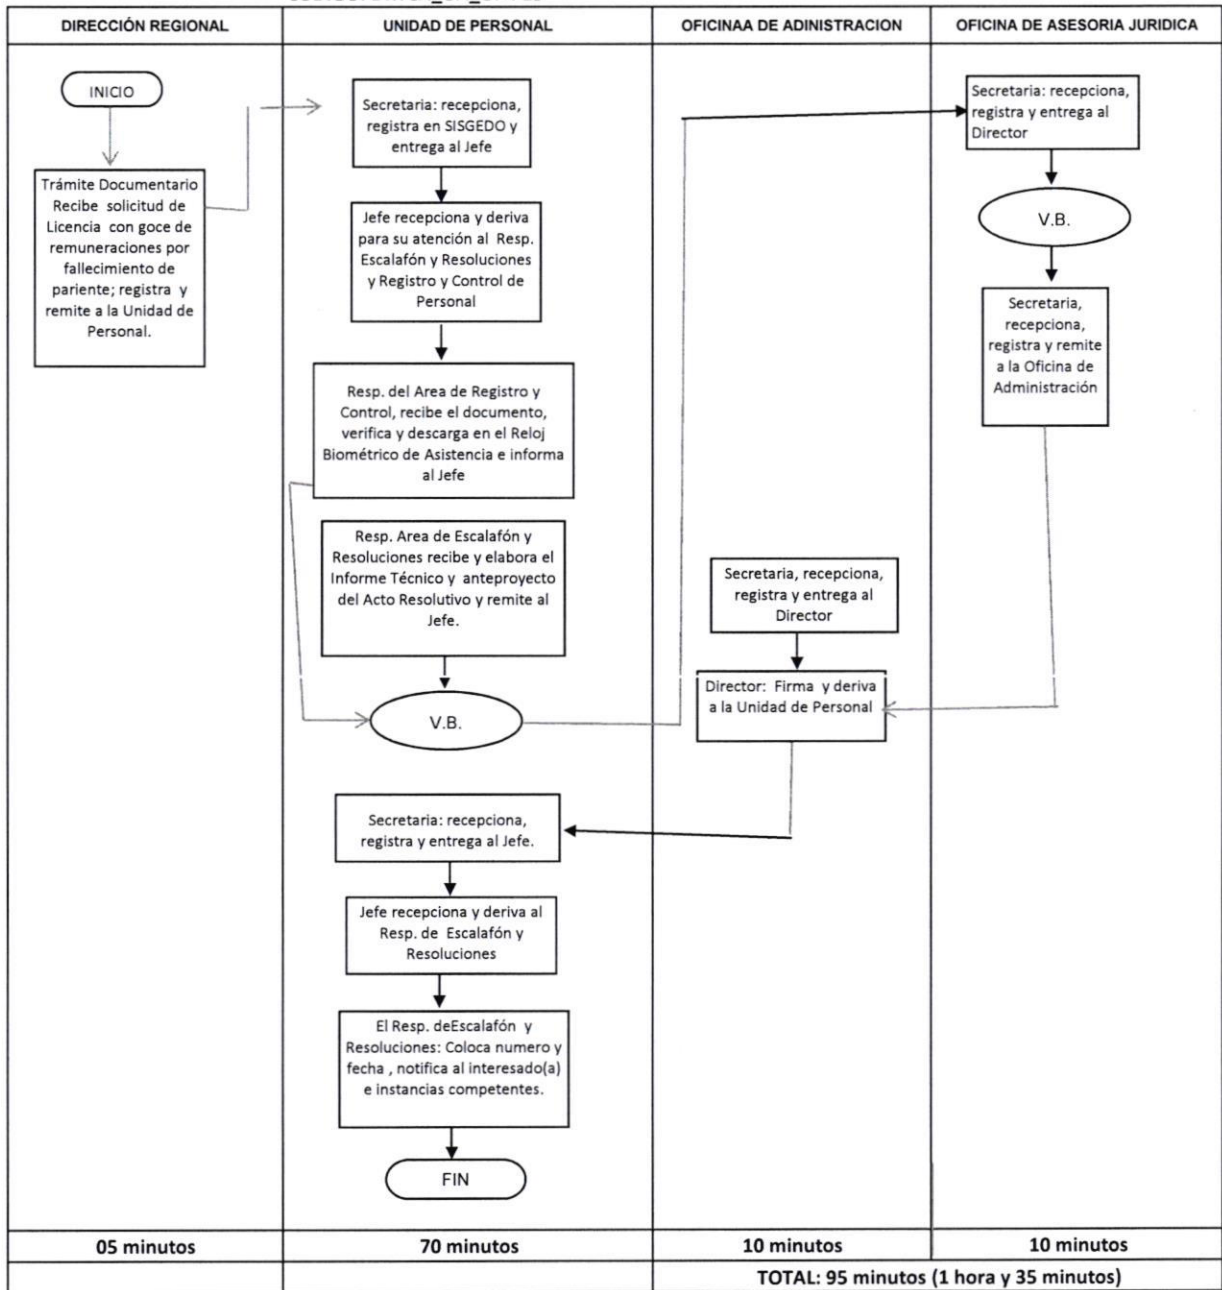 DIRECCIÓN REGIONAL
UNIDAD DE PERSONAL
OFICINAA DE ADINISTRACION
OFICINA DE ASESORIA JURIDICA
INICIO
Trámite Documentario
Recibe solicitud de
Licencia con goce de
remuneraciones por
fallecimiento de
pariente; registra y
remite a la Unidad de
Personal.
Secretaria: recepciona,
registra en SISGEDO y
entrega al Jefe
Jefe recepciona y deriva
para su atención al Resp.
Escalafón y Resoluciones
y Registro y Control de
Personal
Resp. del Area de Registro y
Control, recibe el documento,
verifica y descarga en el Reloj
Biométrico de Asistencia e informa
al Jefe
Resp. Area de Escalafón y
Resoluciones recibe y elabora el
Informe Técnico y anteproyecto
del Acto Resolutivo y remite al
Jefe.
V.B.
Secretaria: recepciona,
registra y entrega al Jefe.
Jefe recepciona y deriva al
Resp. de Escalafón y
Resoluciones
El Resp. deEscalafón y
Resoluciones: Coloca numero y
fecha , notifica al interesado(a)
e instancias competentes.
FIN
Secretaria, recepciona,
registra y entrega al
Director
Director: Firma y deriva
a la Unidad de Personal
Secretaria: recepciona,
registra y entrega al
Director
V.B.
Secretaria,
recepciona,
registra y remite
a la Oficina de
Administración
05 minutos
70 minutos
10 minutos
10 minutos
TOTAL: 95 minutos (1 hora y 35 minutos)